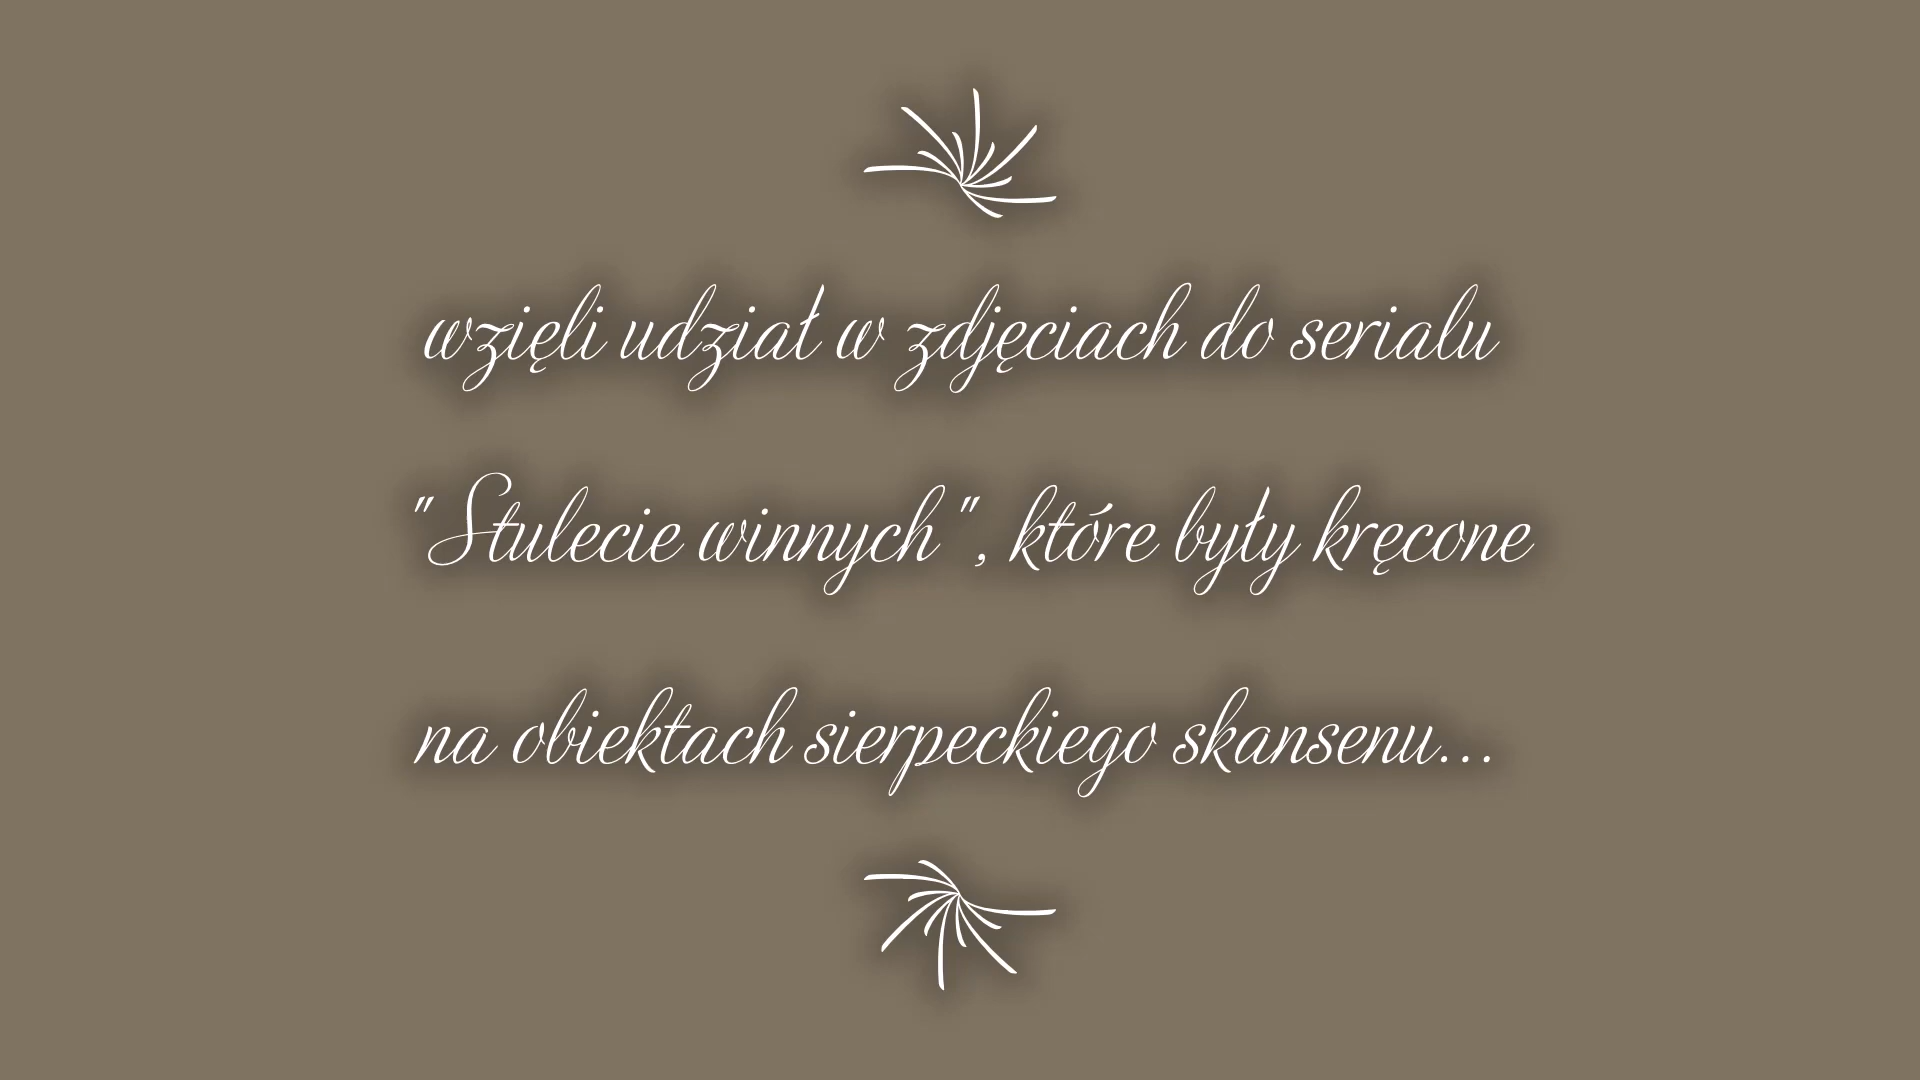 wzięli udział w zdjęciach do serialu
"Stulecie winnych", które były kręcone
na obiektach sierpeckiego skansenu...